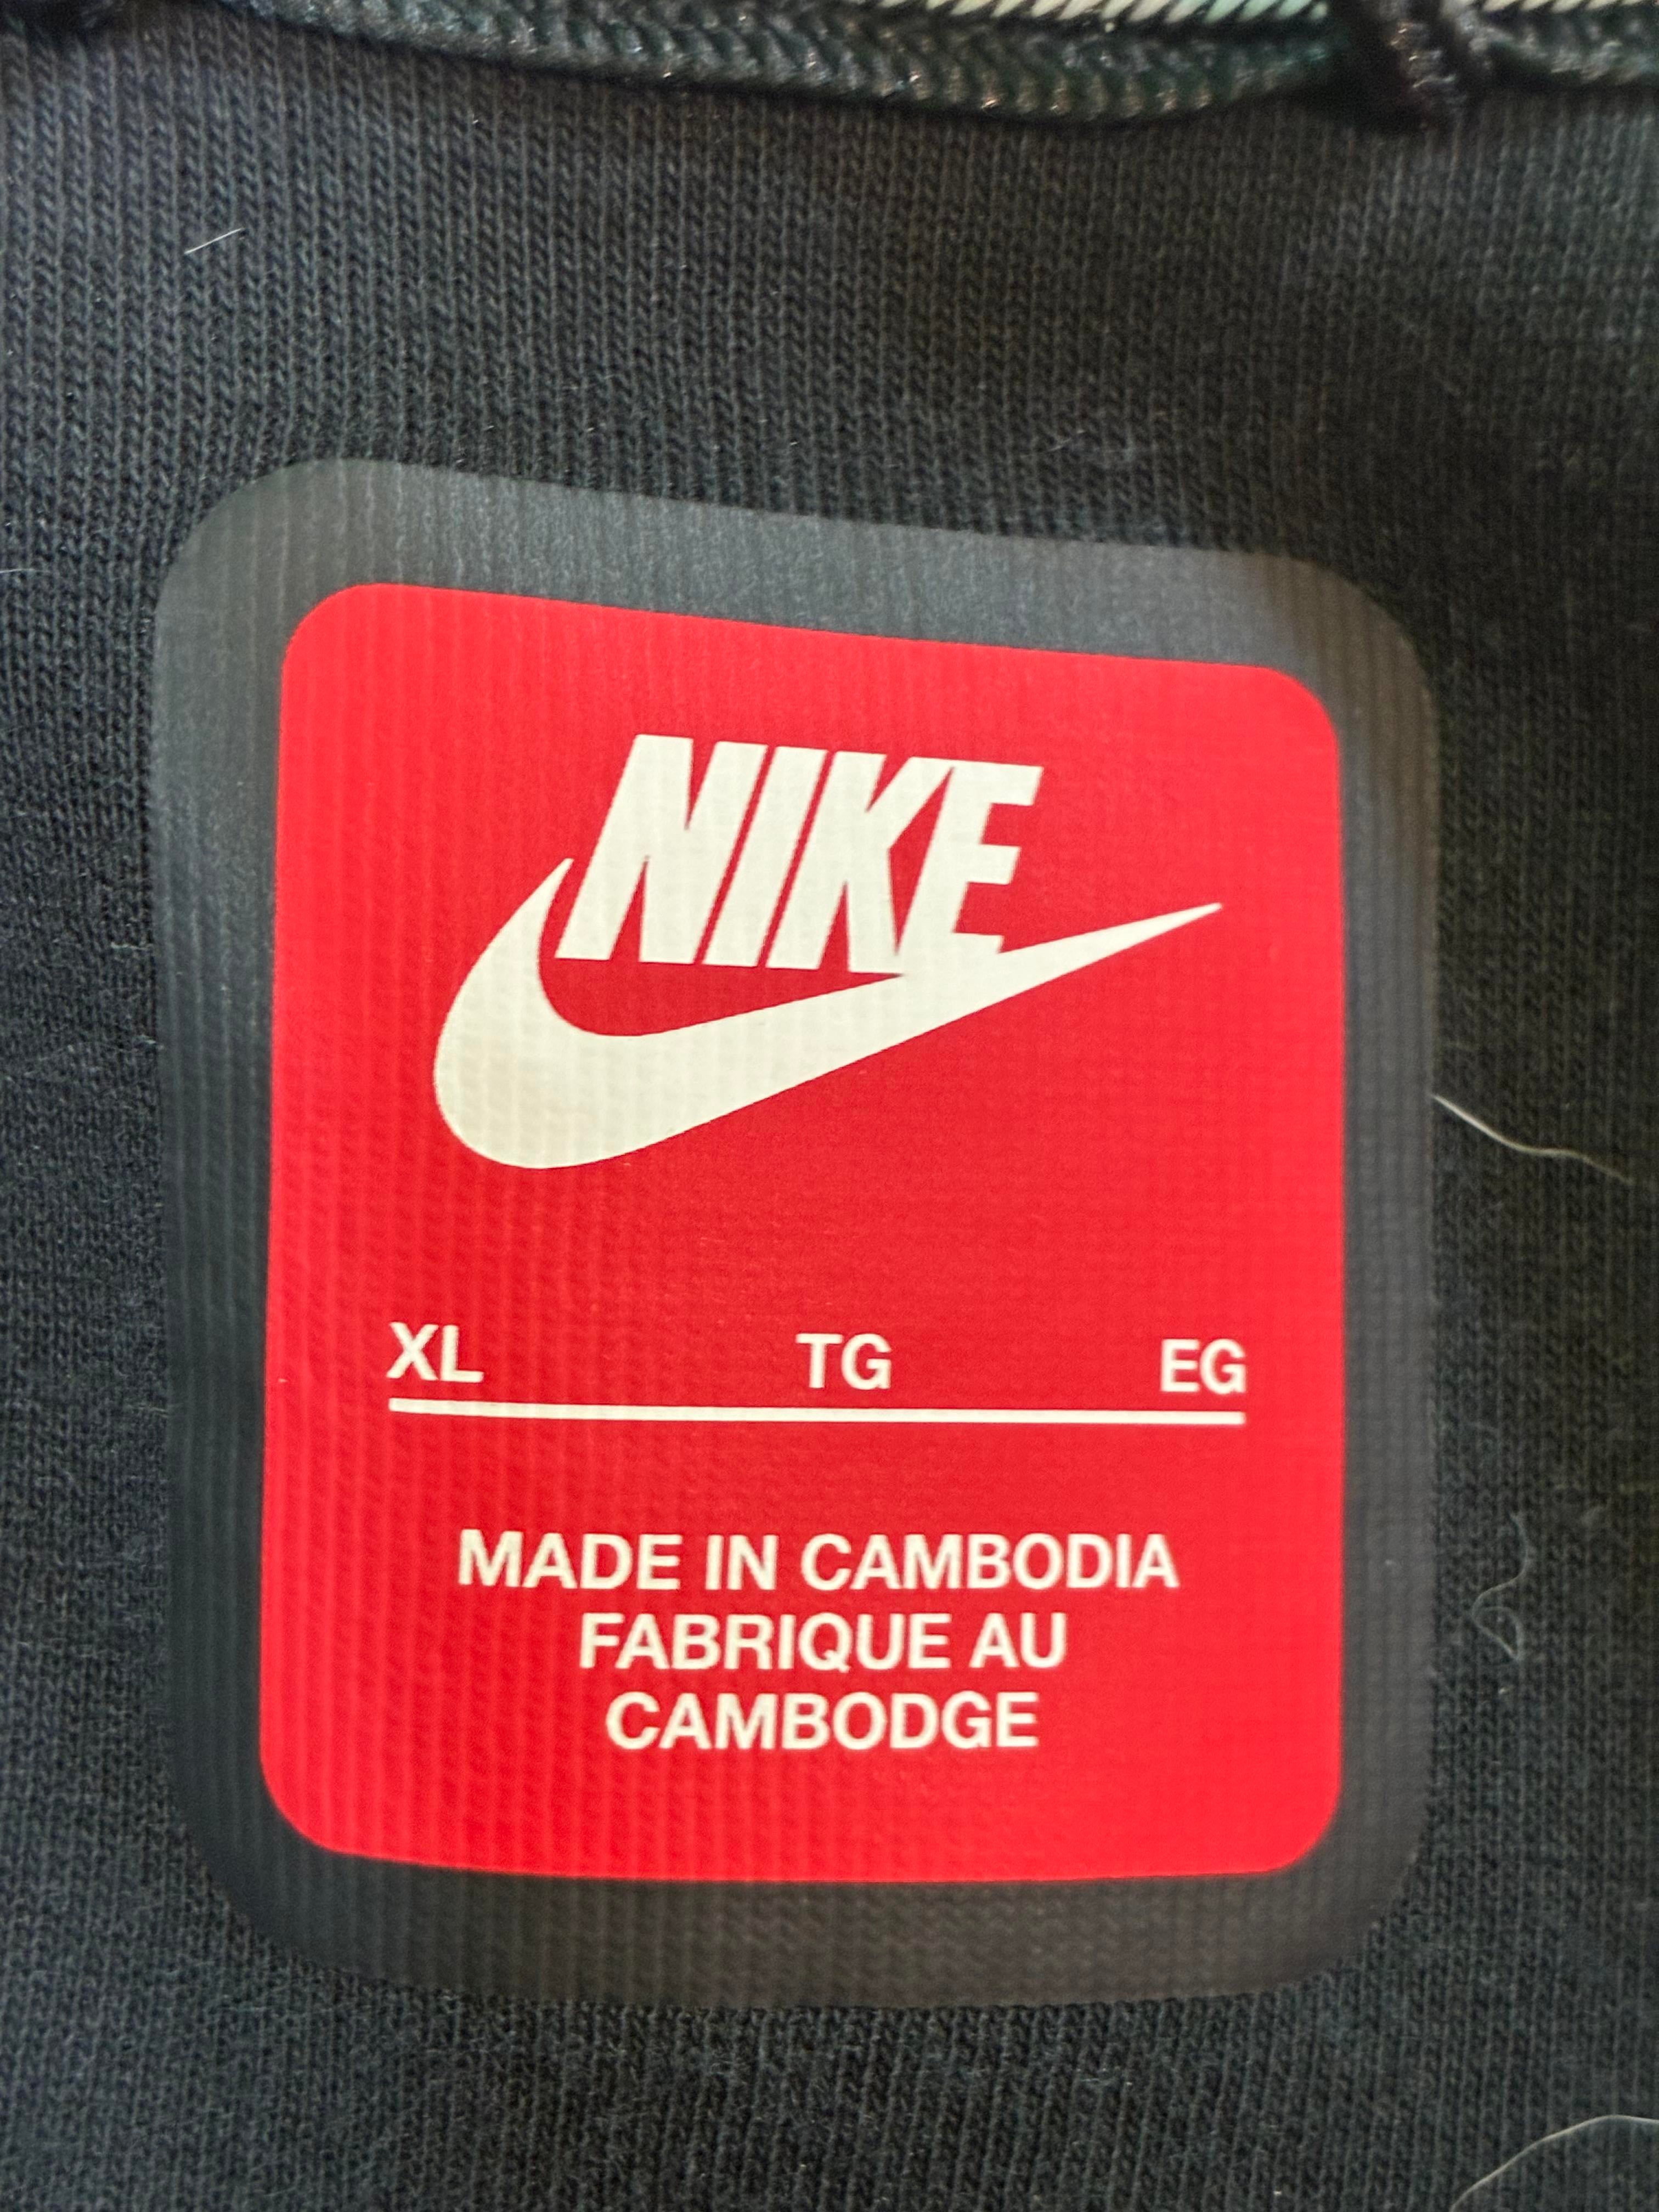 NIKE
XL TG EG
MADE IN CAMBODIA
FABRIQUE AU
CAMBODGE